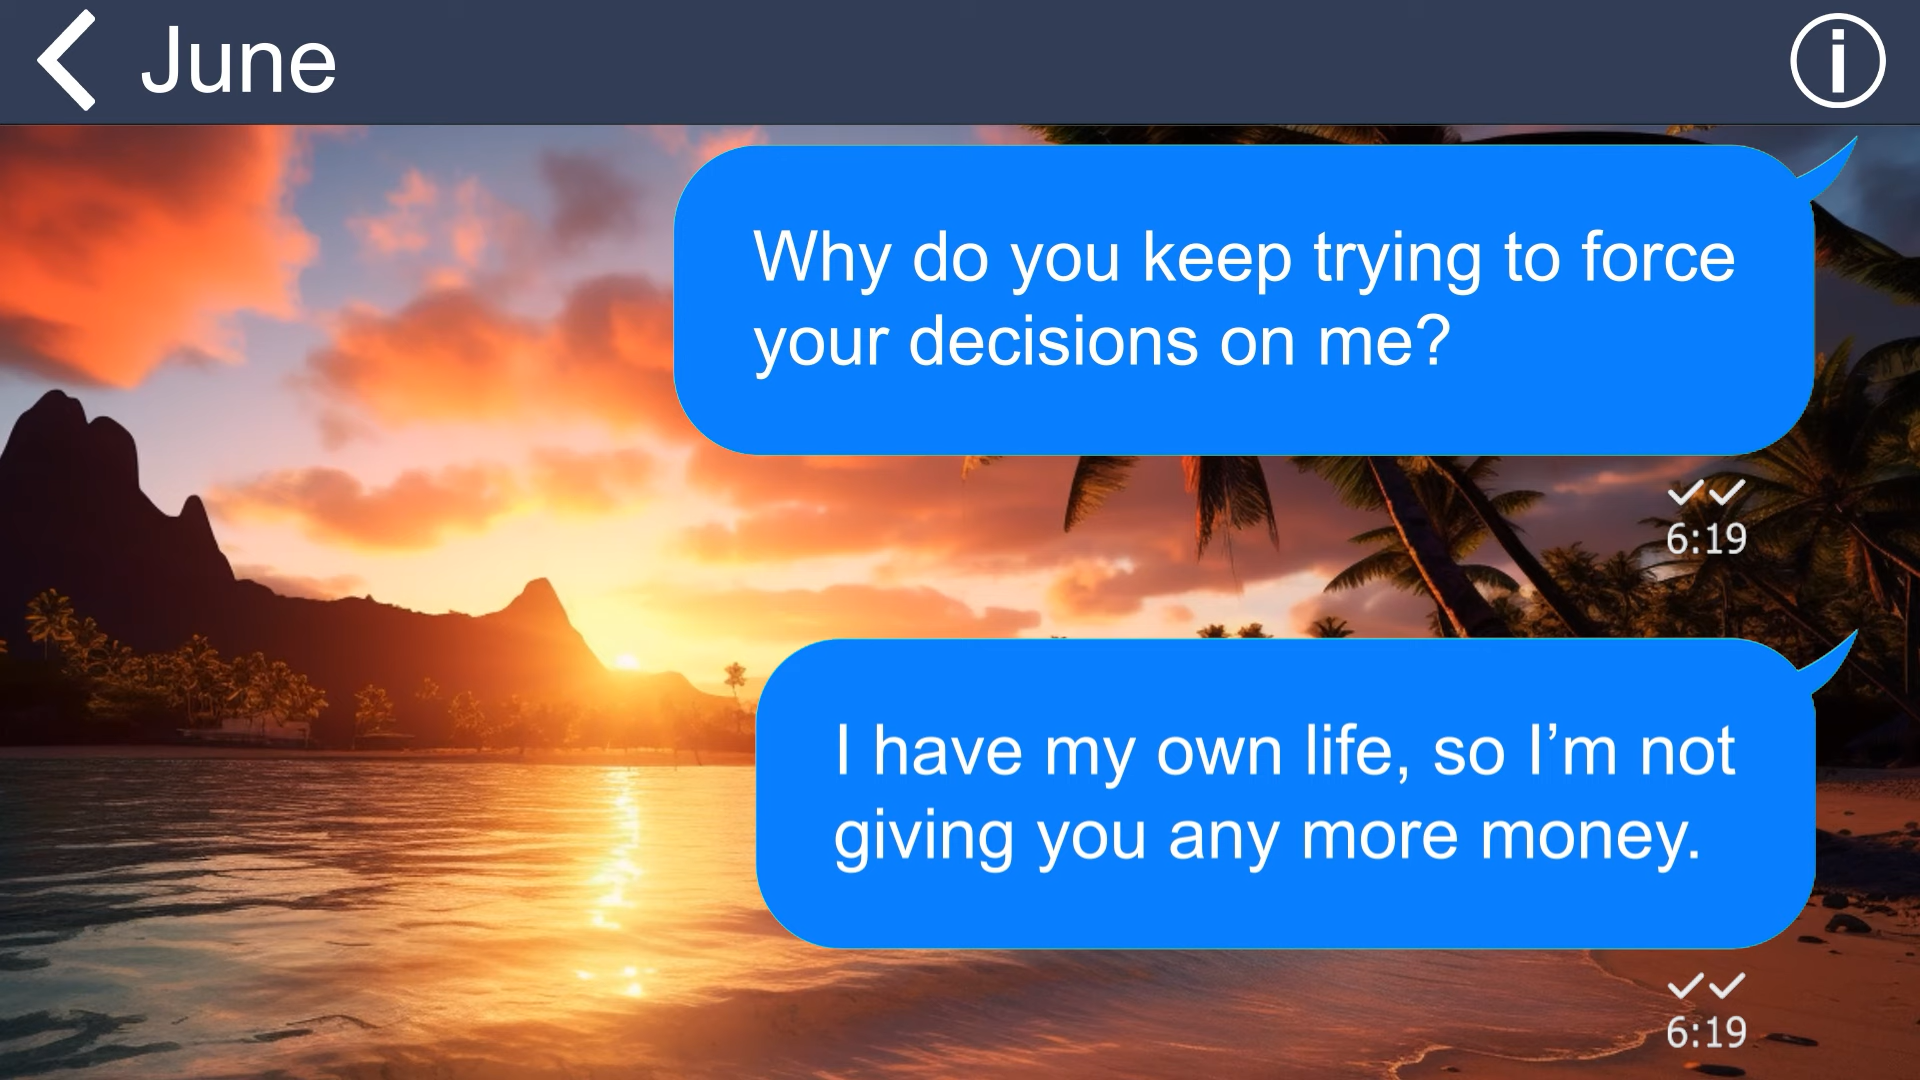 June
Why do you keep trying to force
your decisions on me?
6:19
I have my own life, so I’m not
giving you any more money.
6:19